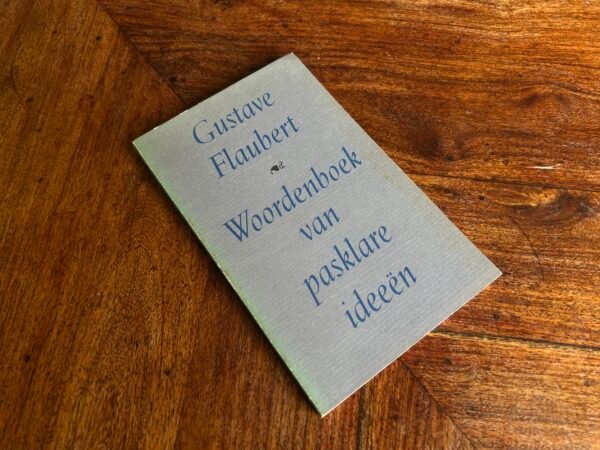 Gustave
Flaubert
Woordenboek
van
pasklare
ideeën